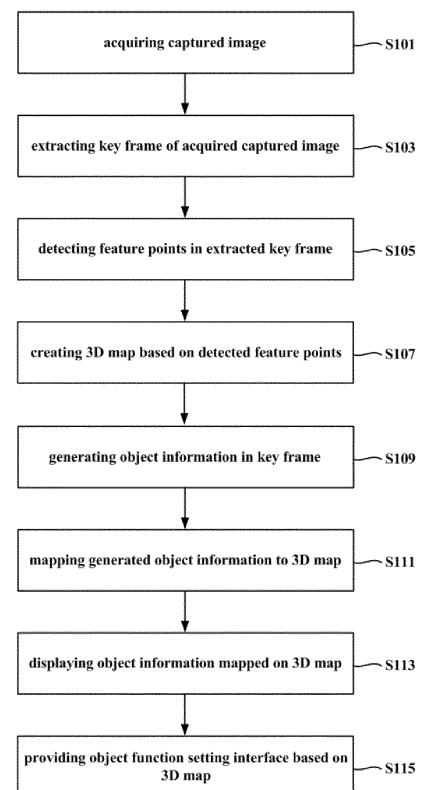 acquiring captured image S101
extracting key frame of acquired captured image S103
detecting feature points in extracted key frame S105
creating 3D map based on detected feature points S107
generating object information in key frame S109
mapping generated object information to 3D map S111
displaying object information mapped on 3D map S113
providing object function setting interface based on S115
3D map